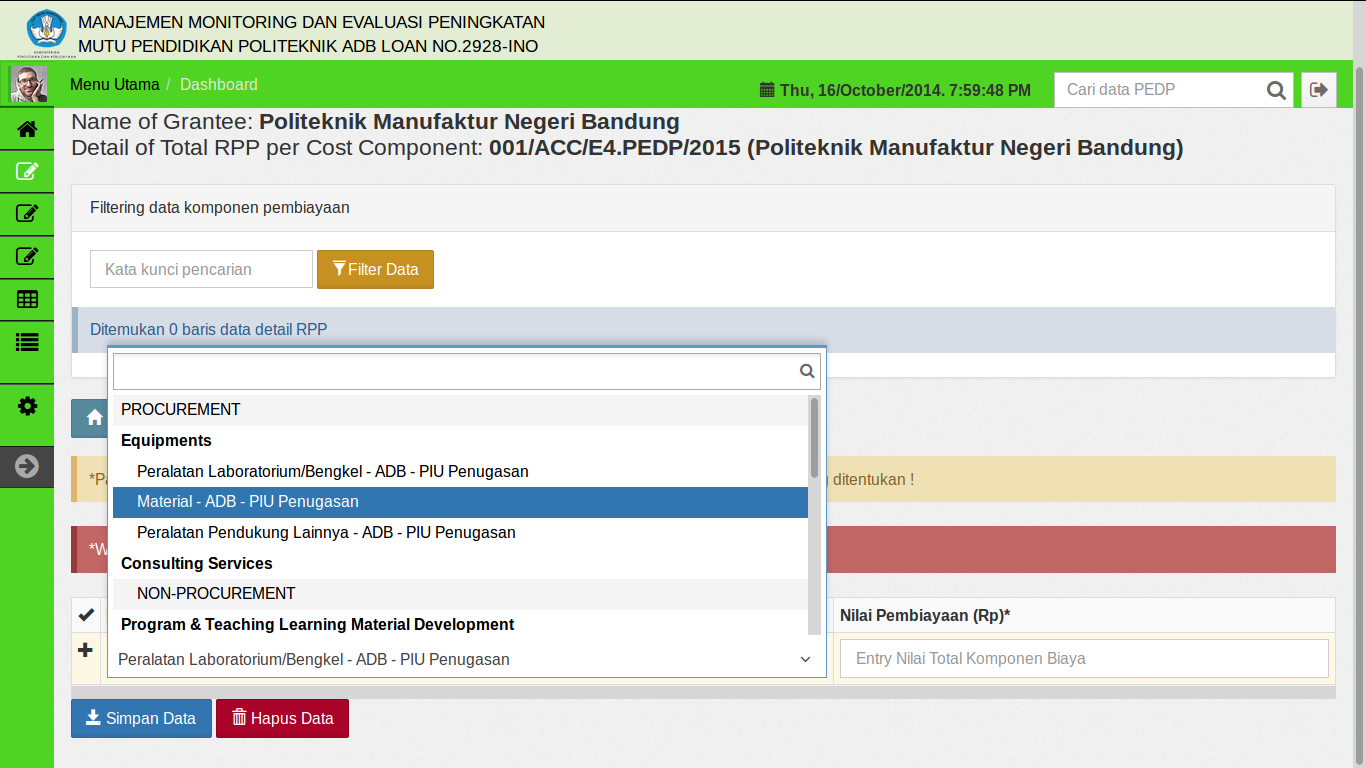 MANAJEMEN MONITORING DAN EVALUASI PENINGKATAN
MUTU PENDIDIKAN POLITEKNIK ADB LOAN NO.2928-INO
Menu Utama / Dashboard
Thu, 16/October/2014. 7:59:48 PM
Cari data PEDP
Name of Grantee: Politeknik Manufaktur Negeri Bandung
Detail of Total RPP per Cost Component: 001/ACC/E4.PEDP/2015 (Politeknik Manufaktur Negeri Bandung)
Filtering data komponen pembiayaan
Kata kunci pencarian
Filter Data
Ditemukan 0 baris data detail RPP
PROCUREMENT
Equipments
Peralatan Laboratorium/Bengkel - ADB - PIU Penugasan
Material - ADB - PIU Penugasan
Peralatan Pendukung Lainnya - ADB - PIU Penugasan
Consulting Services
NON-PROCUREMENT
Program & Teaching Learning Material Development
Peralatan Laboratorium/Bengkel - ADB - PIU Penugasan
ditentukan !
Nilai Pembiayaan (Rp)*
Entry Nilai Total Komponen Biaya
Simpan Data
Hapus Data